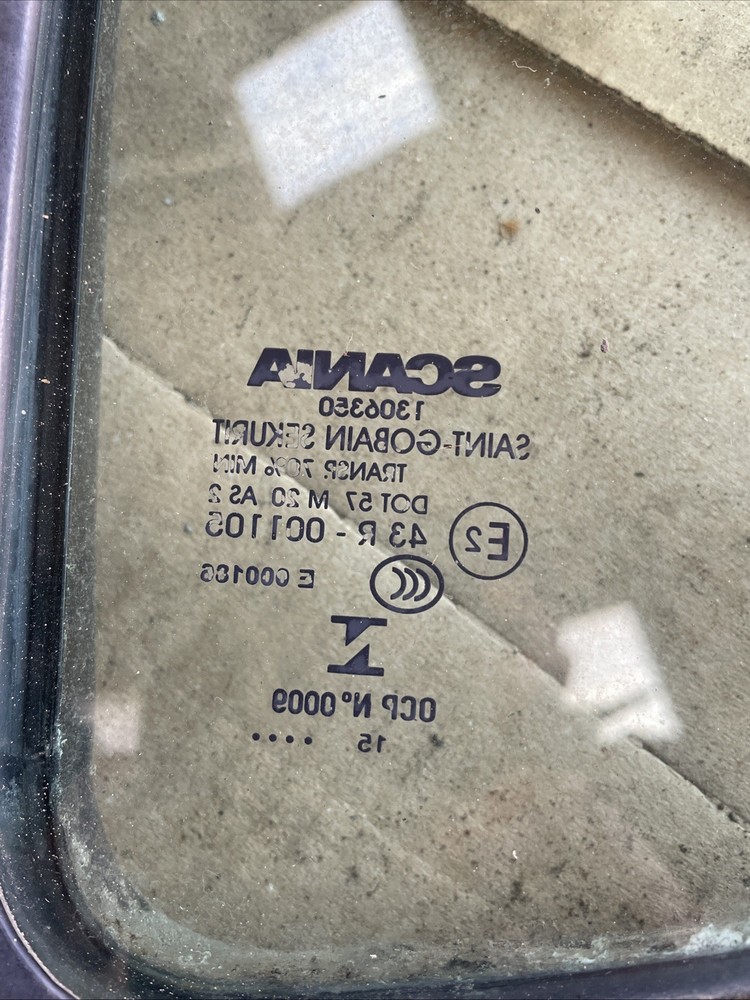 SCANIA
1306350
SAINT-GOBAIN SEKURIT
TRANSP. 70% MIN
DOT 57 M 20 AS 2
E2 43 R - 001105
E 000186
OCP Nº 0009
15 ....